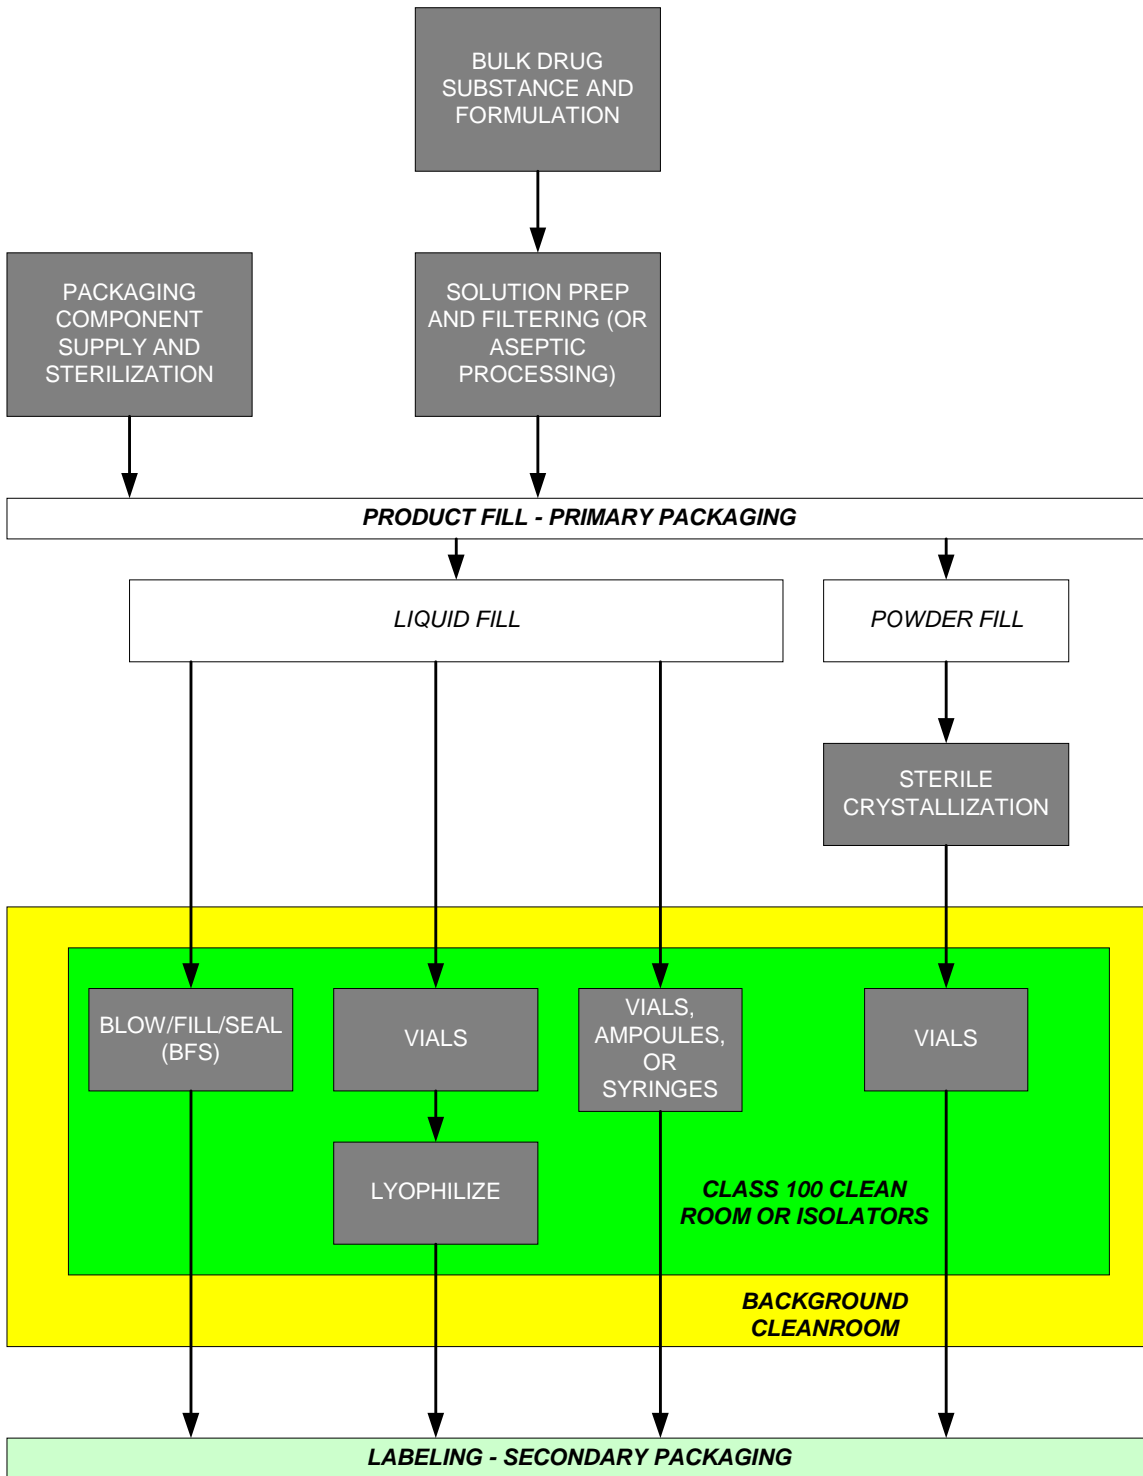 BULK DRUG
SUBSTANCE AND
FORMULATION
PACKAGING
COMPONENT
SUPPLY AND
STERILIZATION
SOLUTION PREP
AND FILTERING (OR
ASEPTIC
PROCESSING)
PRODUCT FILL - PRIMARY PACKAGING
LIQUID FILL
POWDER FILL
STERILE
CRYSTALLIZATION
BLOW/FILL/SEAL
(BFS)
VIALS
VIALS,
AMPOULES,
OR
SYRINGES
VIALS
LYOPHILIZE
CLASS 100 CLEAN
ROOM OR ISOLATORS
BACKGROUND
CLEANROOM
LABELING - SECONDARY PACKAGING